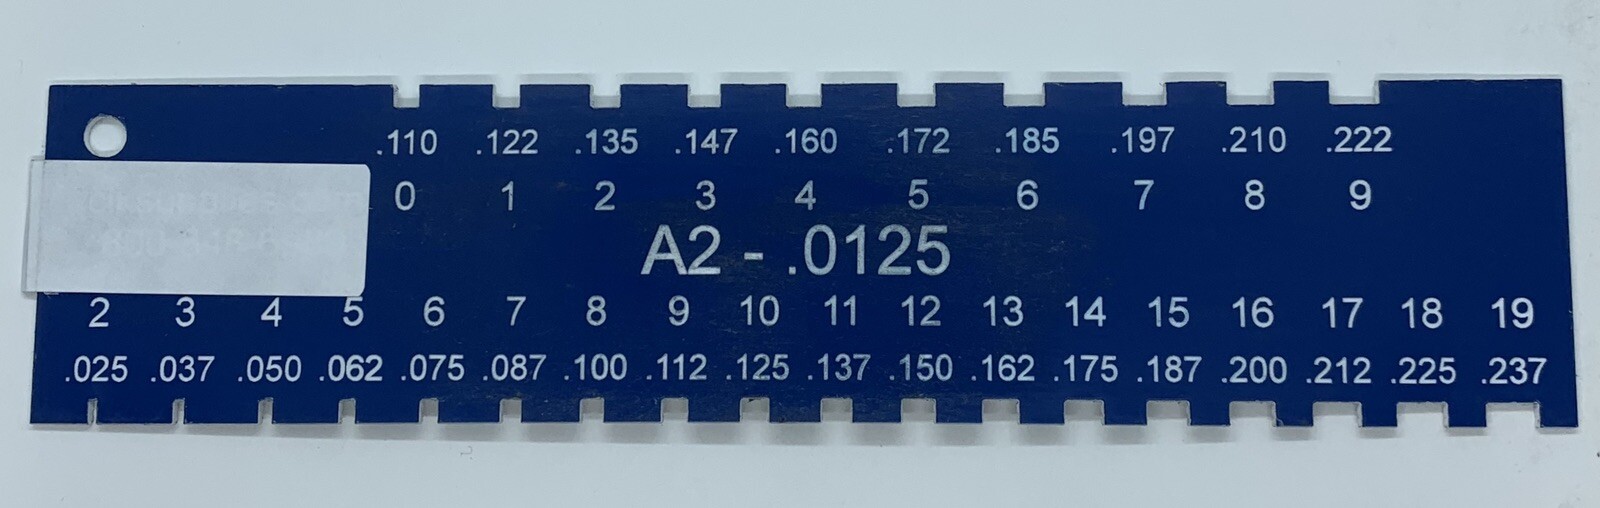 .110 .122 .135 .147 .160 .172 .185 .197 .210 .222
0 1 2 3 4 5 6 7 8 9
A2 - .0125
2 3 4 5 6 7 8 9 10 11 12 13 14 15 16 17 18 19
.025 .037 .050 .062 .075 .087 .100 .112 .125 .137 .150 .162 .175 .187 .200 .212 .225 .237